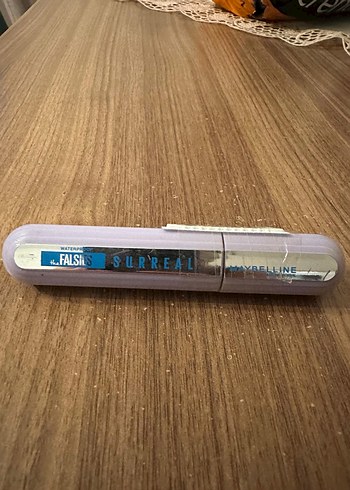 WATERPROOF
the FALSIES SURREAL
MAYBELLINE